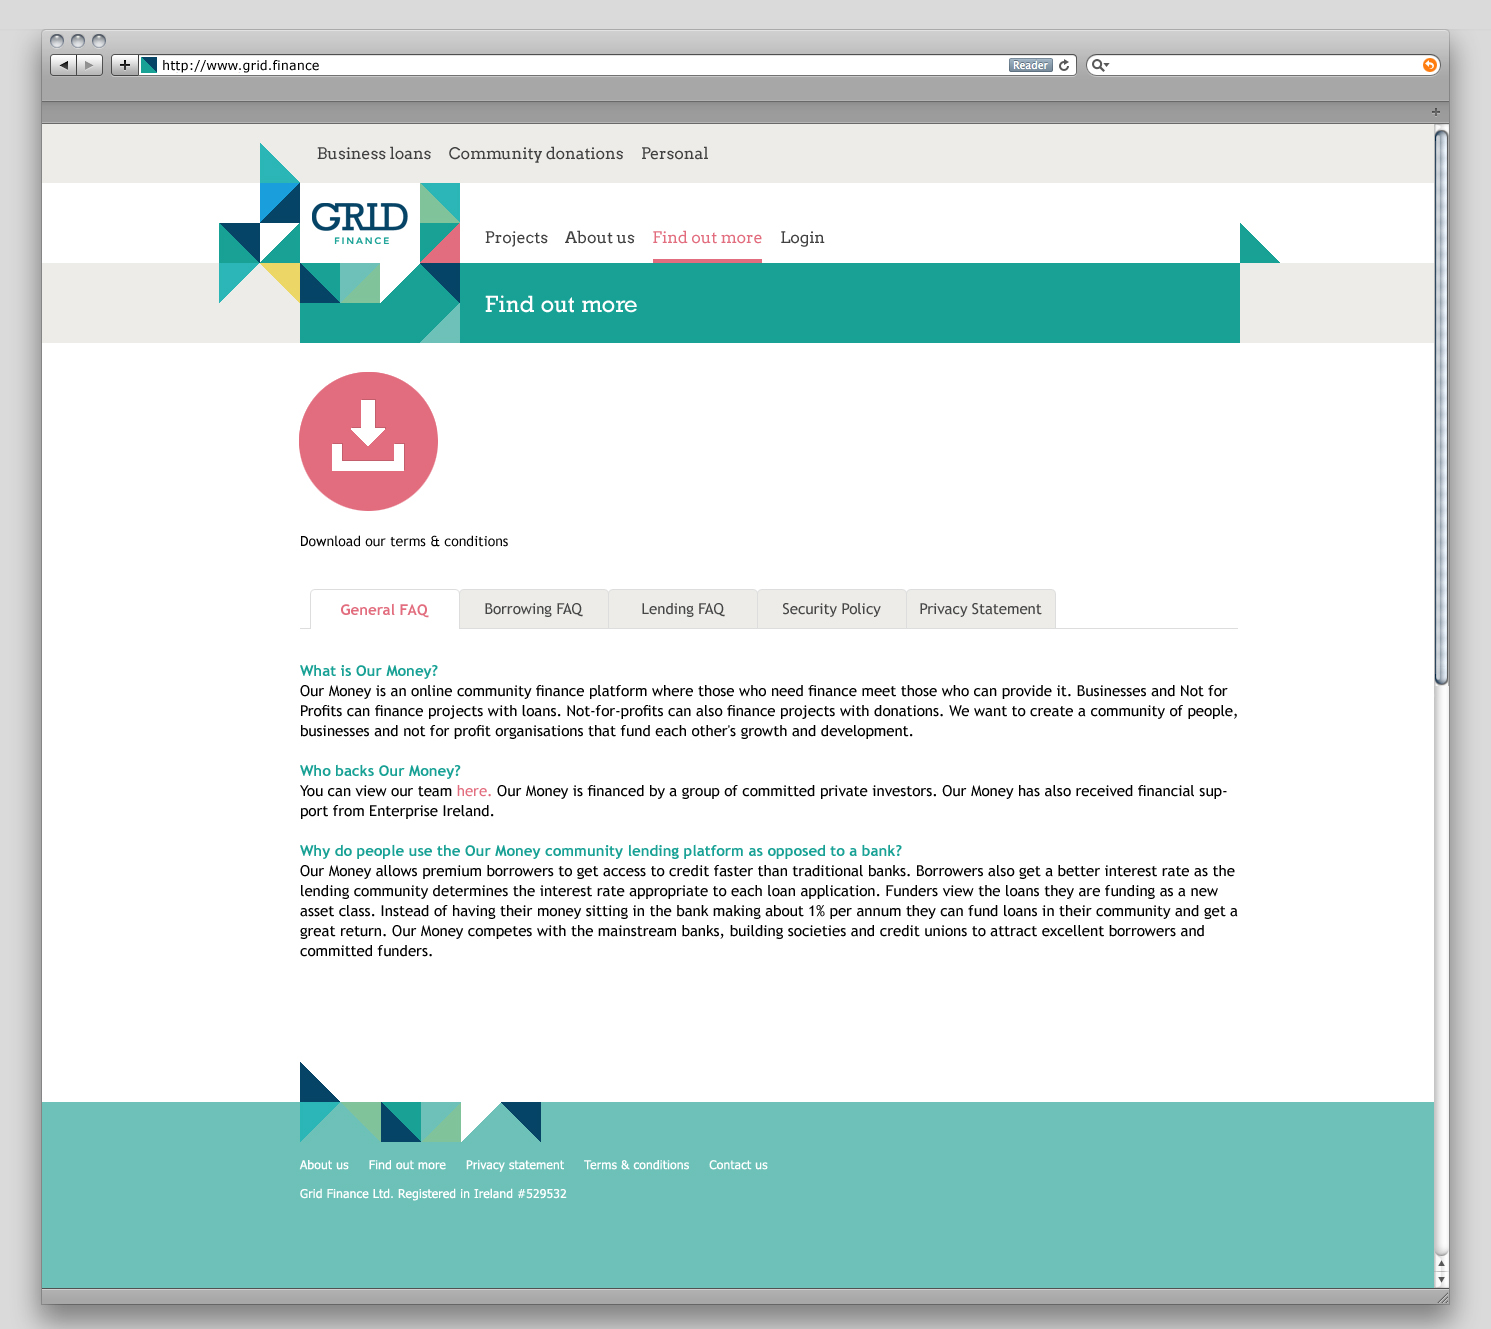 http://www.grid.finance
Reader
Business loans Community donations Personal
GRID
FINANCE
Projects About us Find out more Login
Find out more
Download our terms & conditions
General FAQ Borrowing FAQ Lending FAQ Security Policy Privacy Statement
What is Our Money?
Our Money is an online community finance platform where those who need finance meet those who can provide it. Businesses and Not for
Profits can finance projects with loans. Not-for-profits can also finance projects with donations. We want to create a community of people,
businesses and not for profit organisations that fund each other's growth and development.
Who backs Our Money?
You can view our team here. Our Money is financed by a group of committed private investors. Our Money has also received financial sup-
port from Enterprise Ireland.
Why do people use the Our Money community lending platform as opposed to a bank?
Our Money allows premium borrowers to get access to credit faster than traditional banks. Borrowers also get a better interest rate as the
lending community determines the interest rate appropriate to each loan application. Funders view the loans they are funding as a new
asset class. Instead of having their money sitting in the bank making about 1% per annum they can fund loans in their community and get a
great return. Our Money competes with the mainstream banks, building societies and credit unions to attract excellent borrowers and
committed funders.
About us Find out more Privacy statement Terms & conditions Contact us
Grid Finance Ltd. Registered in Ireland #529532